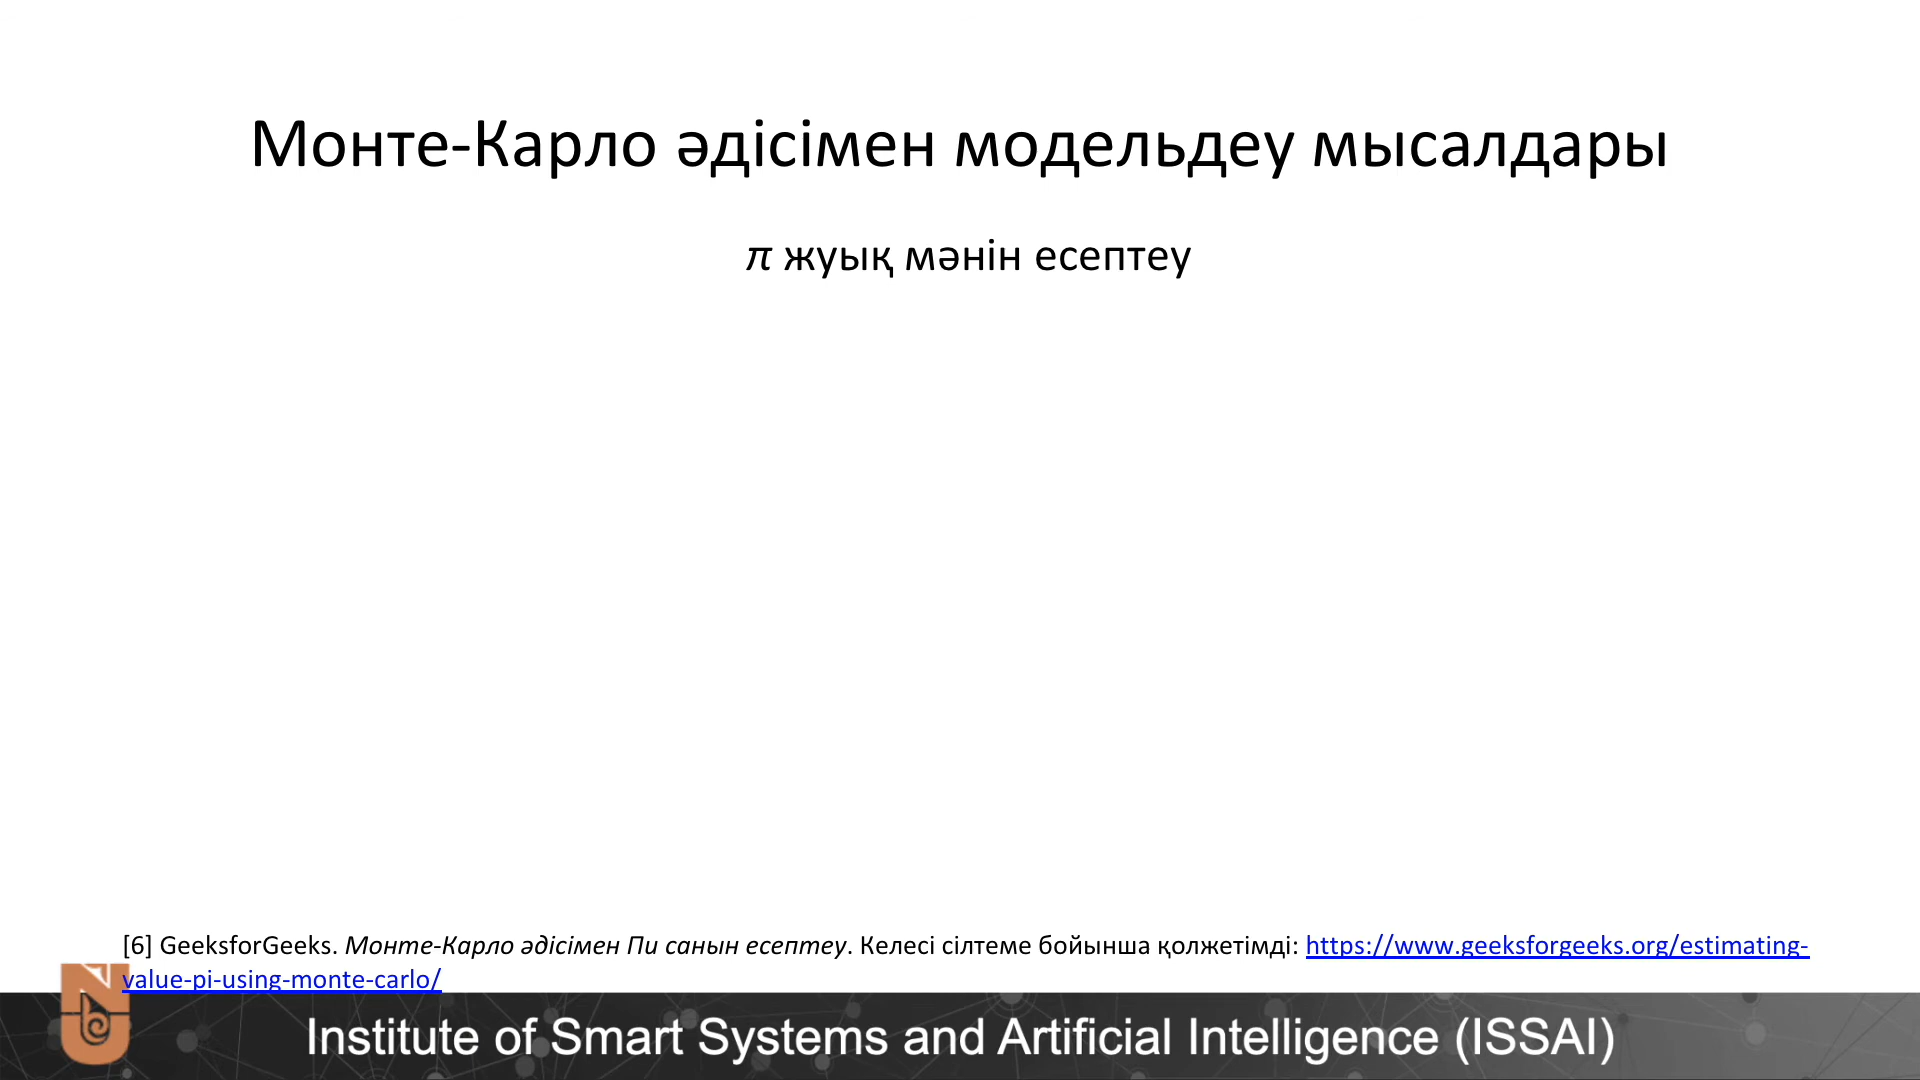 Монте-Карло әдісімен модельдеу мысалдары
π жуық мәнін есептеу
[6] GeeksforGeeks. Монте-Карло әдісімен Пи санын есептеу. Келесі сілтеме бойынша қолжетімді: https://www.geeksforgeeks.org/estimating-
value-pi-using-monte-carlo/
Institute of Smart Systems and Artificial Intelligence (ISSAI)